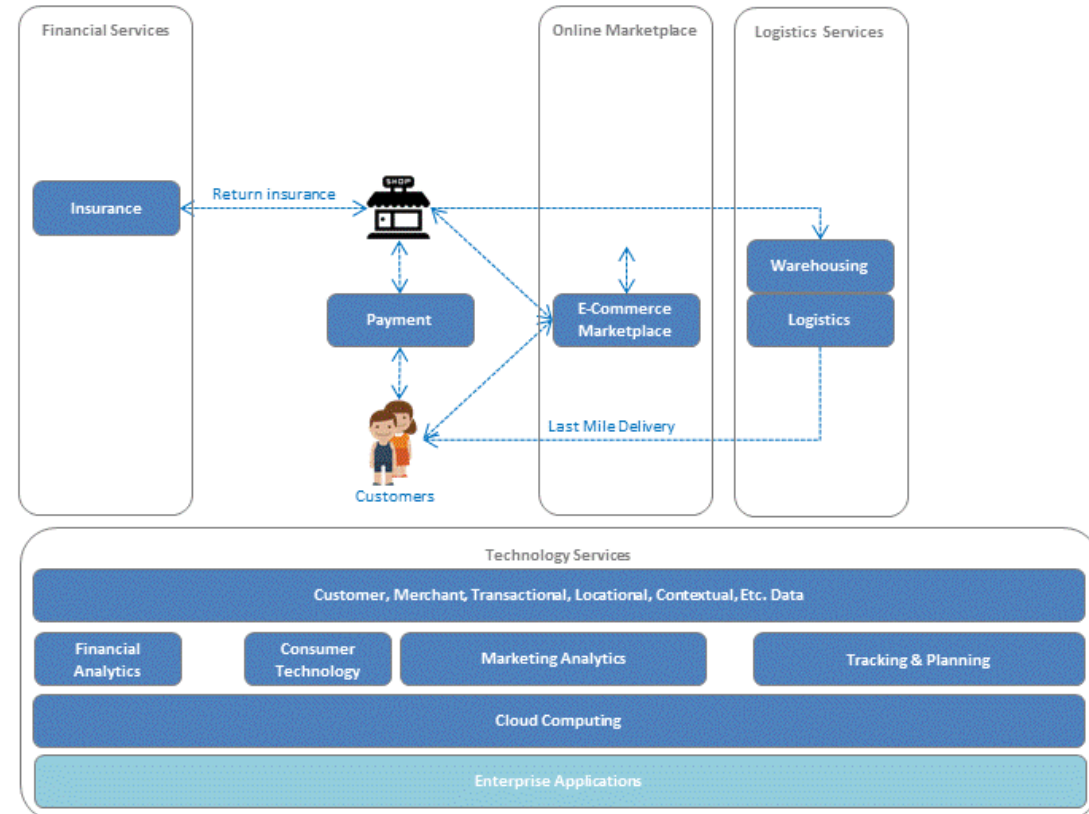 Financial Services
Online Marketplace
Logistics Services
SHOP
Return insurance
Insurance
Warehousing
Payment
E-Commerce
Marketplace
Logistics
Last Mile Delivery
Customers
Technology Services
Customer, Merchant, Transactional, Locational, Contextual, Etc. Data
Financial
Analytics
Consumer
Technology
Marketing Analytics
Tracking & Planning
Cloud Computing
Enterprise Applications